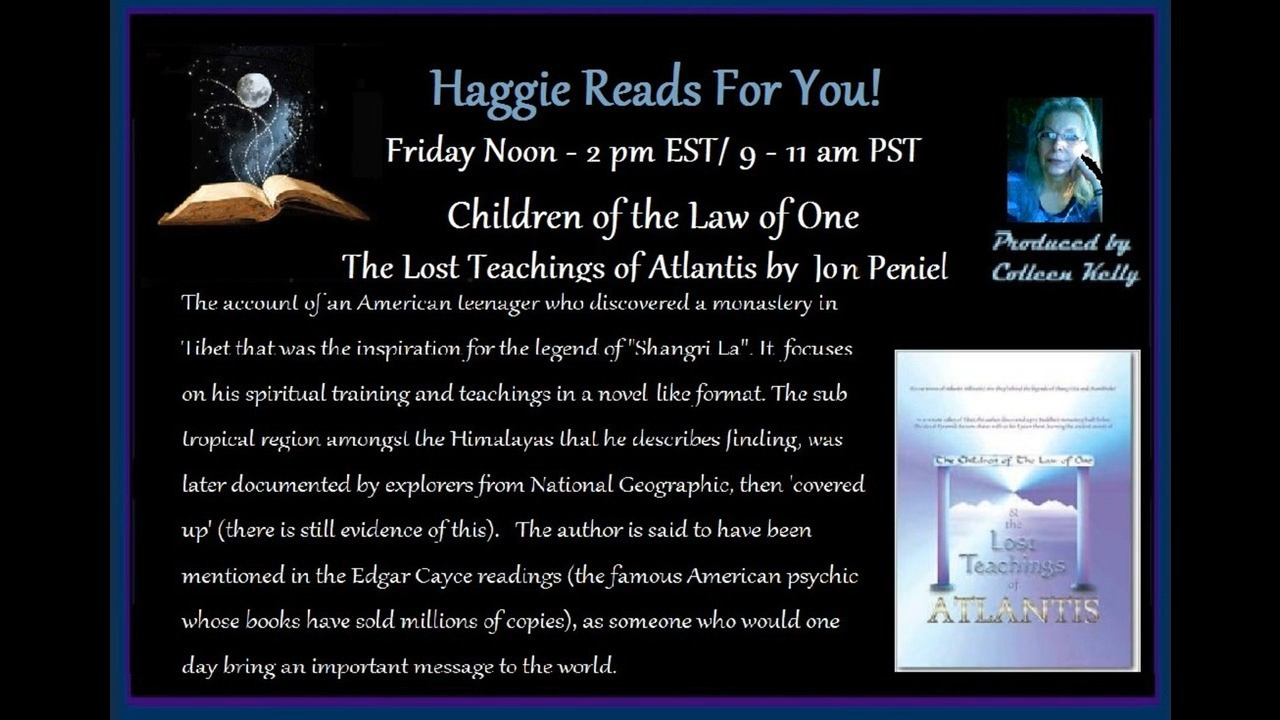 Haggie Reads For You!
Friday Noon - 2 pm EST/ 9 - 11 am PST
Children of the Law of One
The Lost Teachings of Atlantis by Jon Peniel
Produced by
Colleen Kelly
The account of an American teenager who discovered a monastery in
Tibet that was the inspiration for the legend of "Shangri La". It focuses
on his spiritual training and teachings in a novel like format. The sub
tropical region amongst the Himalayas that he describes finding, was
later documented by explorers from National Geographic, then 'covered
up' (there is still evidence of this). The author is said to have been
mentioned in the Edgar Cayce readings (the famous American psychic
whose books have sold millions of copies), as someone who would one
day bring an important message to the world.
The Children of The Law of One
&
the
Lost
Teachings
of
ATLANTIS